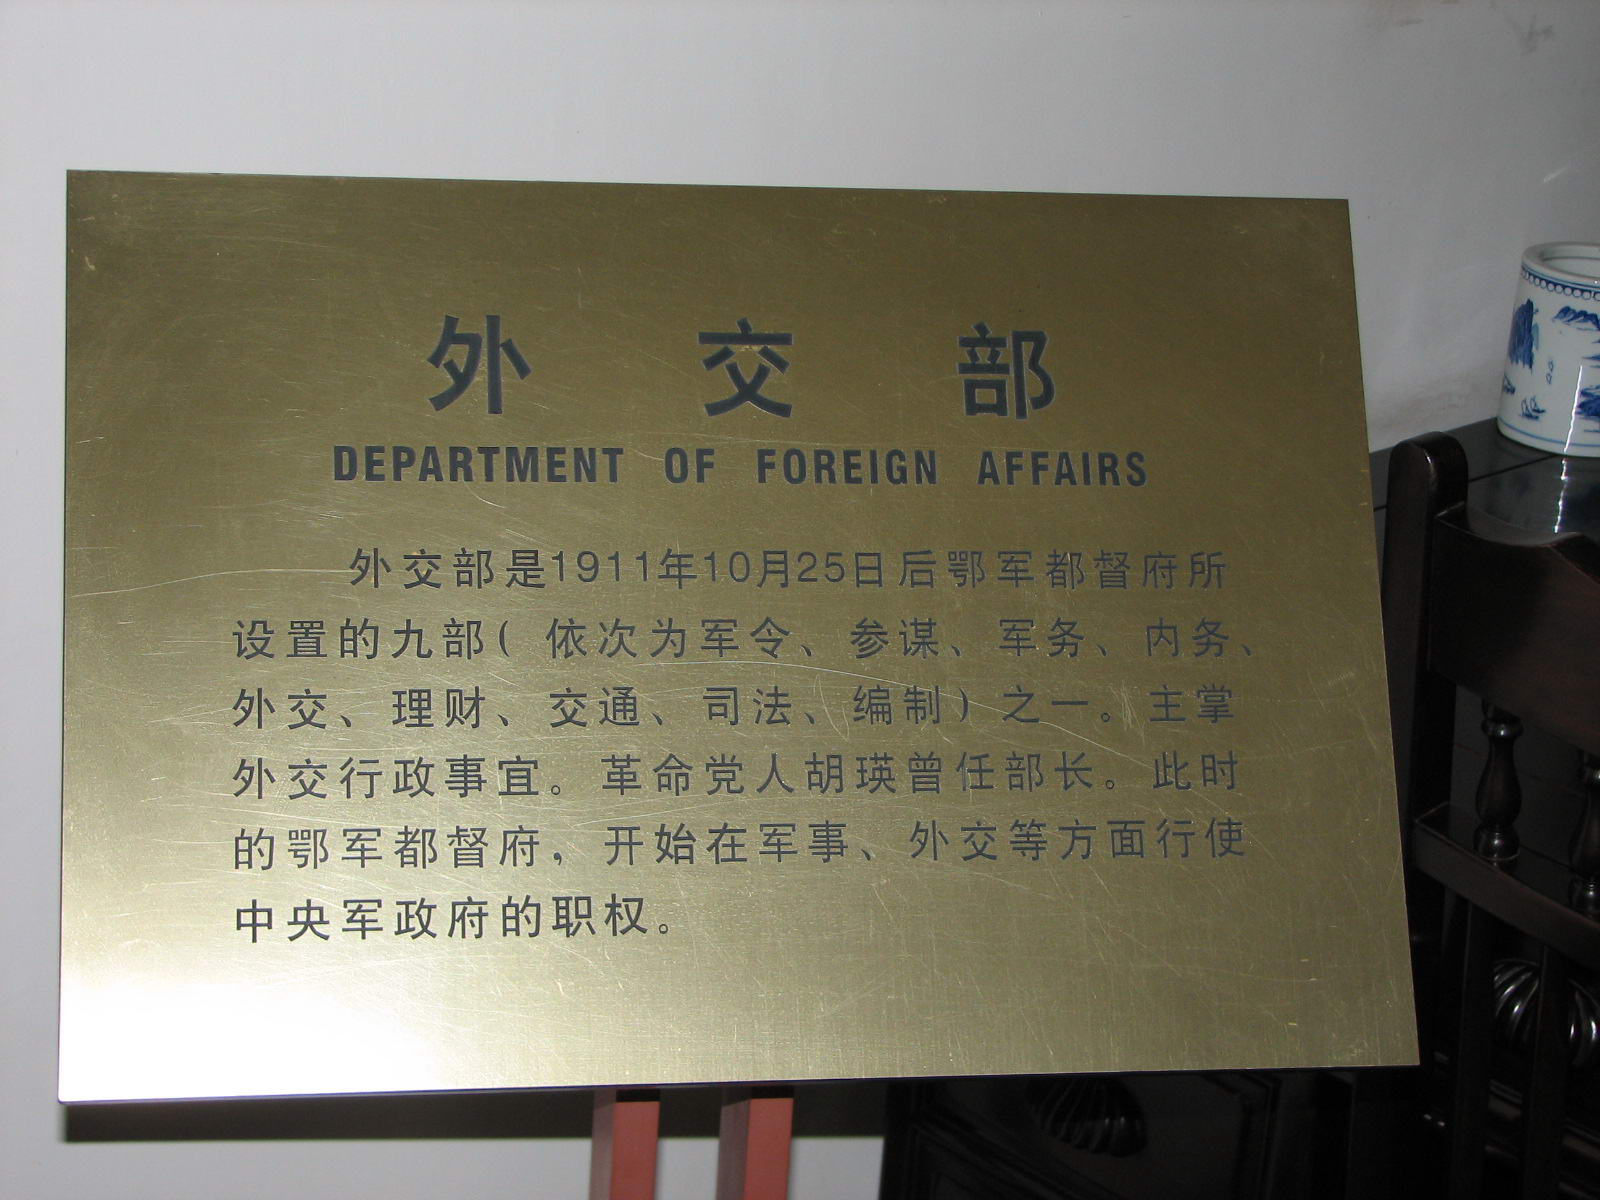 外交部
DEPARTMENT OF FOREIGN AFFAIRS
外交部是1911年10月25日后鄂军都督府所
设置的九部(依次为军令、参谋、军务、内务、
外交、理财、交通、司法、编制)之一。主掌
外交行政事宜。革命党人胡瑛曾任部长。此时
的鄂军都督府，开始在军事、外交等方面行使
中央军政府的职权。